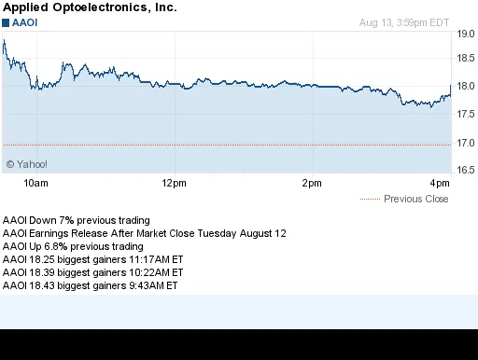 Applied Optoelectronics, Inc.
AAOI
Aug 13, 3:59pm EDT
19.0
18.5
18.0
17.5
17.0
16.5
© Yahoo!
10am 12pm 2pm 4pm
Previous Close
AAOI Down 7% previous trading
AAOI Earnings Release After Market Close Tuesday August 12
AAOI Up 6.8% previous trading
AAOI 18.25 biggest gainers 11:17AM ET
AAOI 18.39 biggest gainers 10:22AM ET
AAOI 18.43 biggest gainers 9:43AM ET